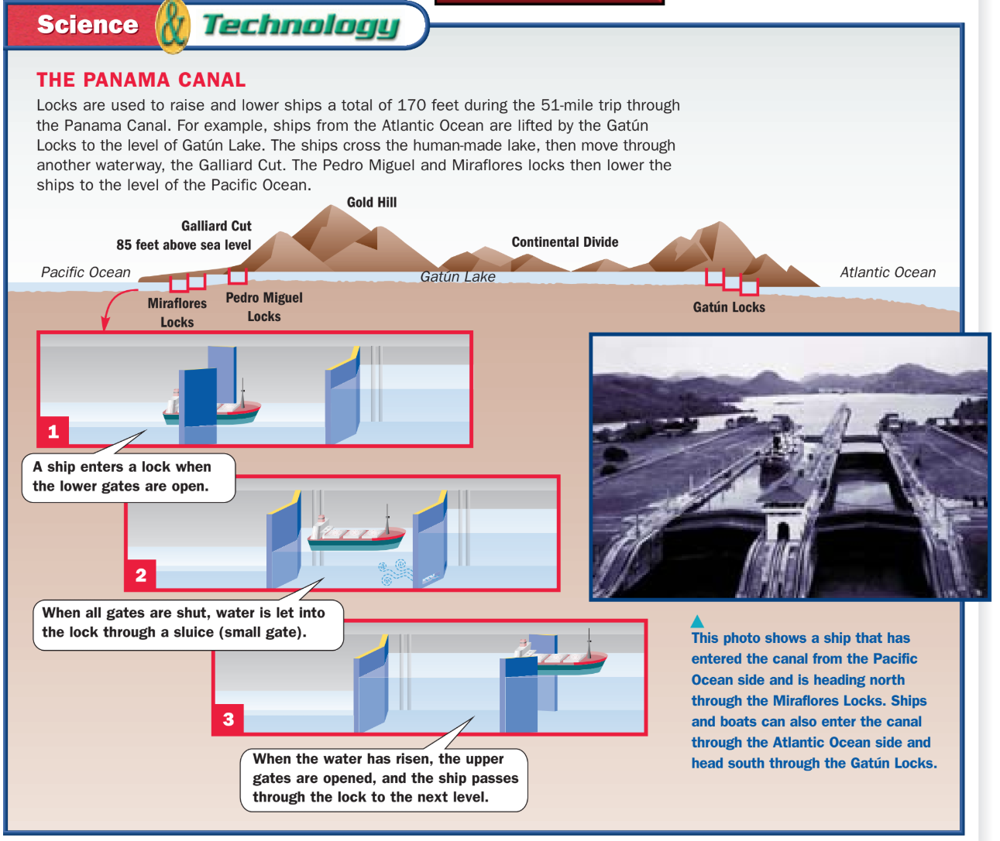 Science & Technology
THE PANAMA CANAL
Locks are used to raise and lower ships a total of 170 feet during the 51-mile trip through
the Panama Canal. For example, ships from the Atlantic Ocean are lifted by the Gatún
Locks to the level of Gatún Lake. The ships cross the human-made lake, then move through
another waterway, the Galliard Cut. The Pedro Miguel and Miraflores locks then lower the
ships to the level of the Pacific Ocean.
Gold Hill
Galliard Cut
85 feet above sea level
Continental Divide
Pacific Ocean
Gatún Lake
Atlantic Ocean
Miraflores
Locks
Pedro Miguel
Locks
Gatún Locks
1
A ship enters a lock when
the lower gates are open.
2
When all gates are shut, water is let into
the lock through a sluice (small gate).
3
When the water has risen, the upper
gates are opened, and the ship passes
through the lock to the next level.
This photo shows a ship that has
entered the canal from the Pacific
Ocean side and is heading north
through the Miraflores Locks. Ships
and boats can also enter the canal
through the Atlantic Ocean side and
head south through the Gatún Locks.